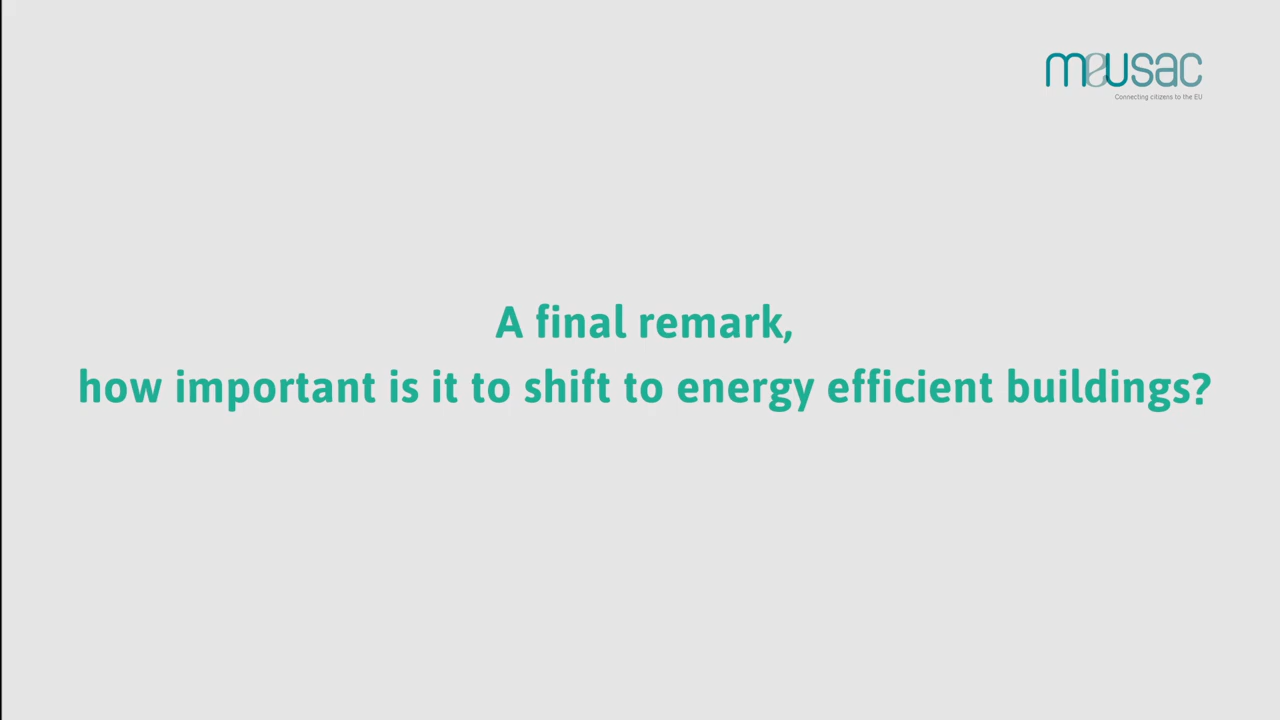 meusac
Connecting citizens to the EU
A final remark,
how important is it to shift to energy efficient buildings?